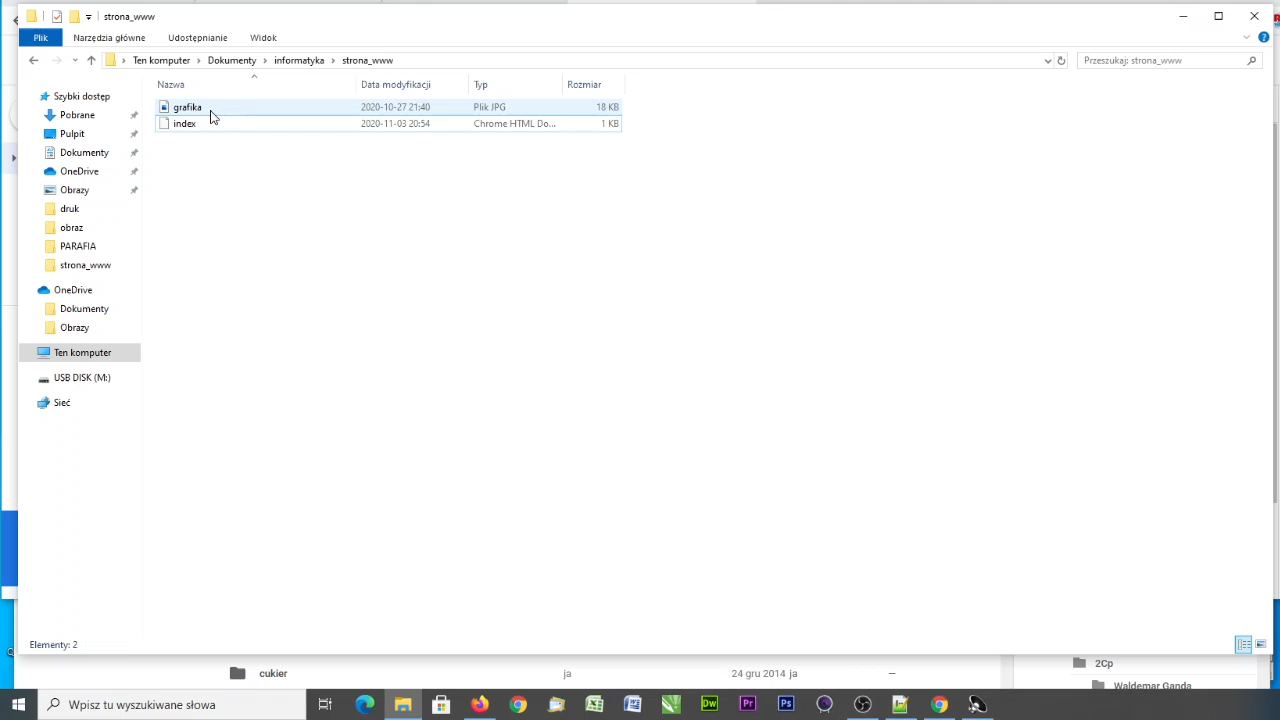 strona_www
Plik
Narzędzia główne
Udostępnianie
Widok
Ten komputer
Dokumenty
informatyka
strona_www
Przeszukaj: strona_www
Nazwa
Data modyfikacji
Typ
Rozmiar
grafika
2020-10-27 21:40
Plik JPG
18 KB
index
2020-11-03 20:54
Chrome HTML Do...
1 KB
Szybki dostęp
Pobrane
Pulpit
Dokumenty
OneDrive
Obrazy
druk
obraz
PARAFIA
strona_www
OneDrive
Dokumenty
Obrazy
Ten komputer
USB DISK (M:)
Sieć
Elementy: 2
cukier
ja
24 gru 2014 ja
—
2Cp
Waldemar Ganda
Wpisz tu wyszukiwane słowa
Dw
Pr
Ps